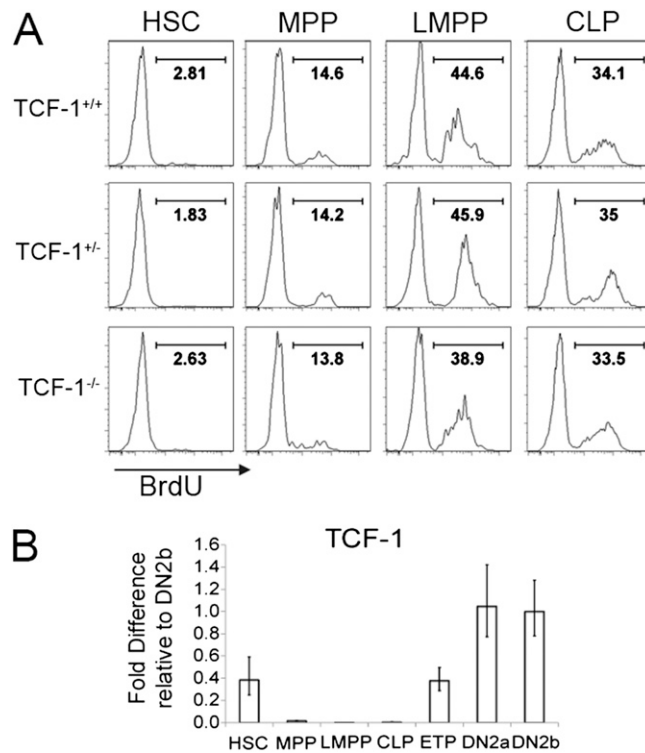 A
HSC MPP LMPP CLP
TCF-1+/+ 2.81 14.6 44.6 34.1
TCF-1+/- 1.83 14.2 45.9 35
TCF-1-/- 2.63 13.8 38.9 33.5
BrdU
B
TCF-1
Fold Difference
relative to DN2b
1.6
1.4
1.2
1.0
0.8
0.6
0.4
0.2
0.0
HSC MPP LMPP CLP ETP DN2a DN2b